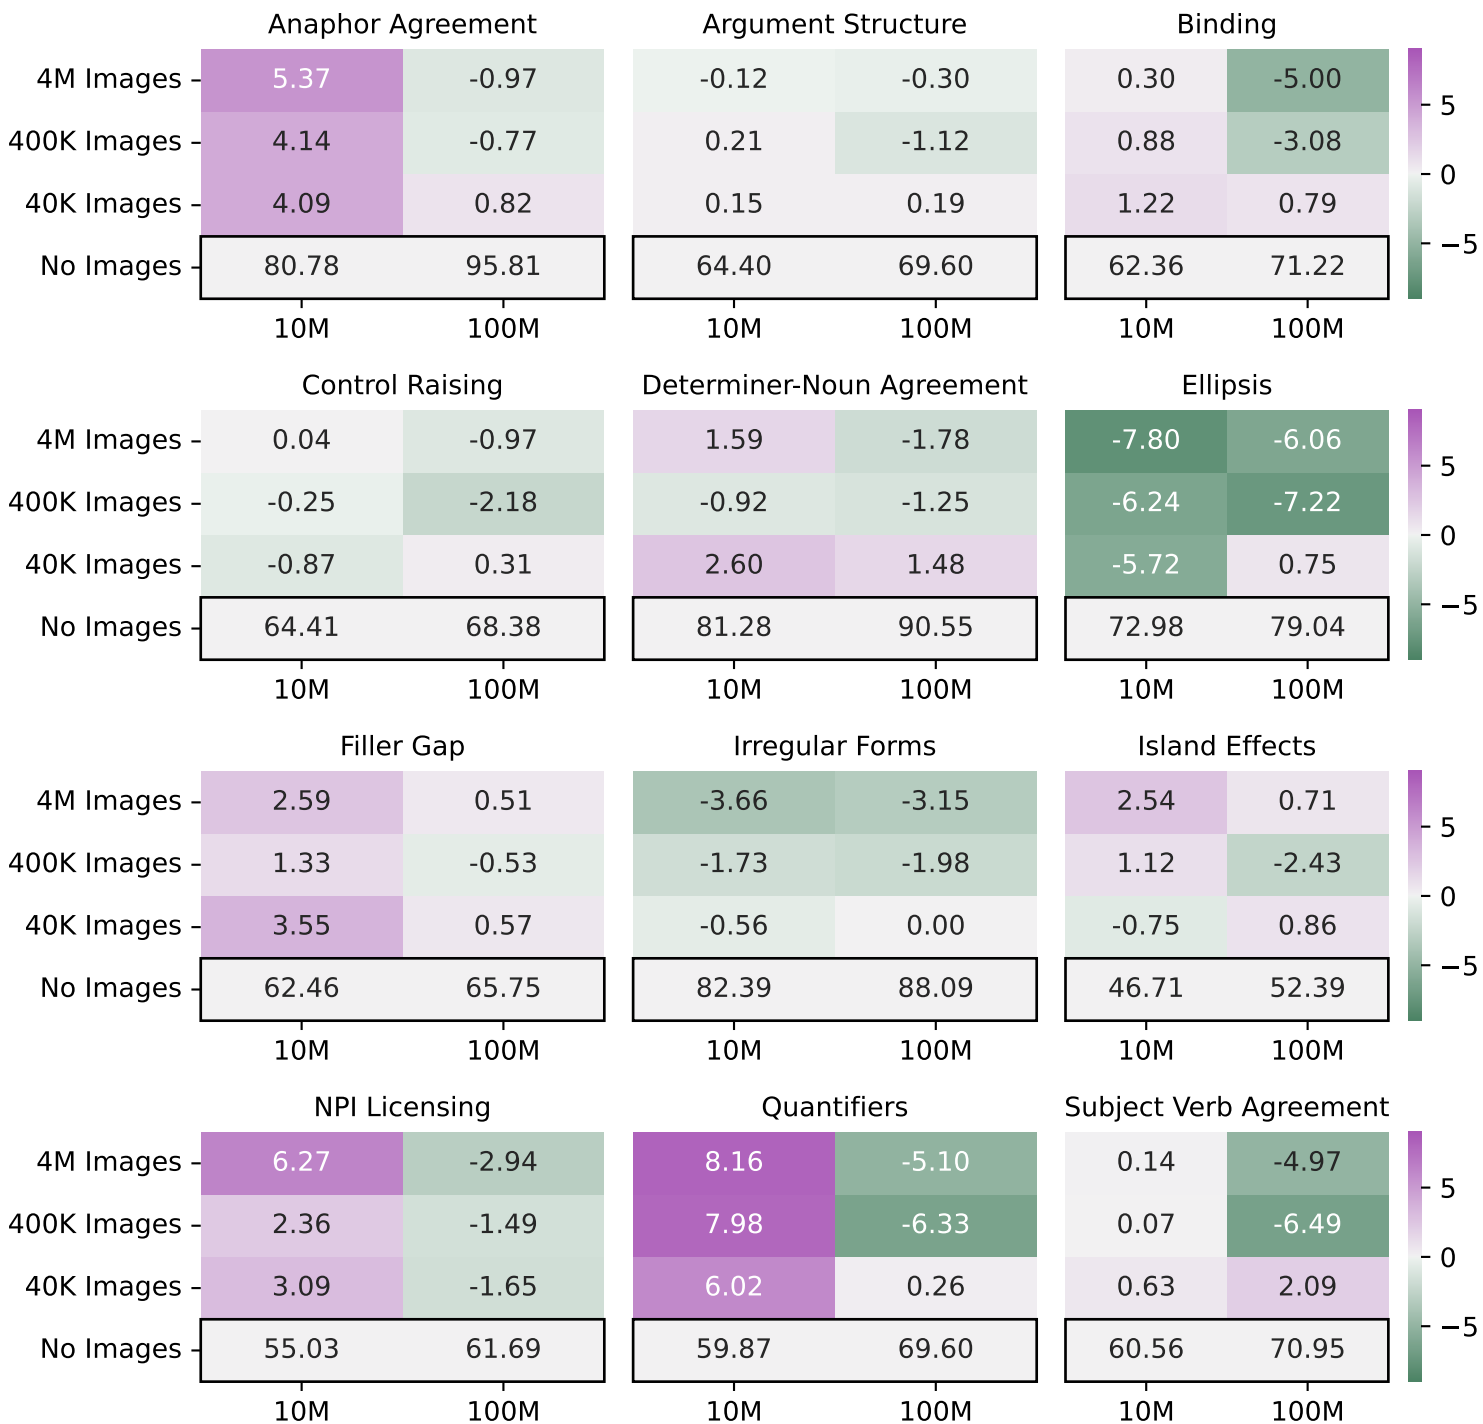 Anaphor Agreement Argument Structure Binding
4M Images 5.37 -0.97 -0.12 -0.30 0.30 -5.00
5
400K Images 4.14 -0.77 0.21 -1.12 0.88 -3.08
0
40K Images 4.09 0.82 0.15 0.19 1.22 0.79
−5
No Images 80.78 95.81 64.40 69.60 62.36 71.22
10M 100M 10M 100M 10M 100M
Control Raising Determiner-Noun Agreement Ellipsis
4M Images 0.04 -0.97 1.59 -1.78 -7.80 -6.06
5
400K Images -0.25 -2.18 -0.92 -1.25 -6.24 -7.22
0
40K Images -0.87 0.31 2.60 1.48 -5.72 0.75
−5
No Images 64.41 68.38 81.28 90.55 72.98 79.04
10M 100M 10M 100M 10M 100M
Filler Gap Irregular Forms Island Effects
4M Images 2.59 0.51 -3.66 -3.15 2.54 0.71
5
400K Images 1.33 -0.53 -1.73 -1.98 1.12 -2.43
0
40K Images 3.55 0.57 -0.56 0.00 -0.75 0.86
−5
No Images 62.46 65.75 82.39 88.09 46.71 52.39
10M 100M 10M 100M 10M 100M
NPI Licensing Quantifiers Subject Verb Agreement
4M Images 6.27 -2.94 8.16 -5.10 0.14 -4.97
5
400K Images 2.36 -1.49 7.98 -6.33 0.07 -6.49
0
40K Images 3.09 -1.65 6.02 0.26 0.63 2.09
−5
No Images 55.03 61.69 59.87 69.60 60.56 70.95
10M 100M 10M 100M 10M 100M